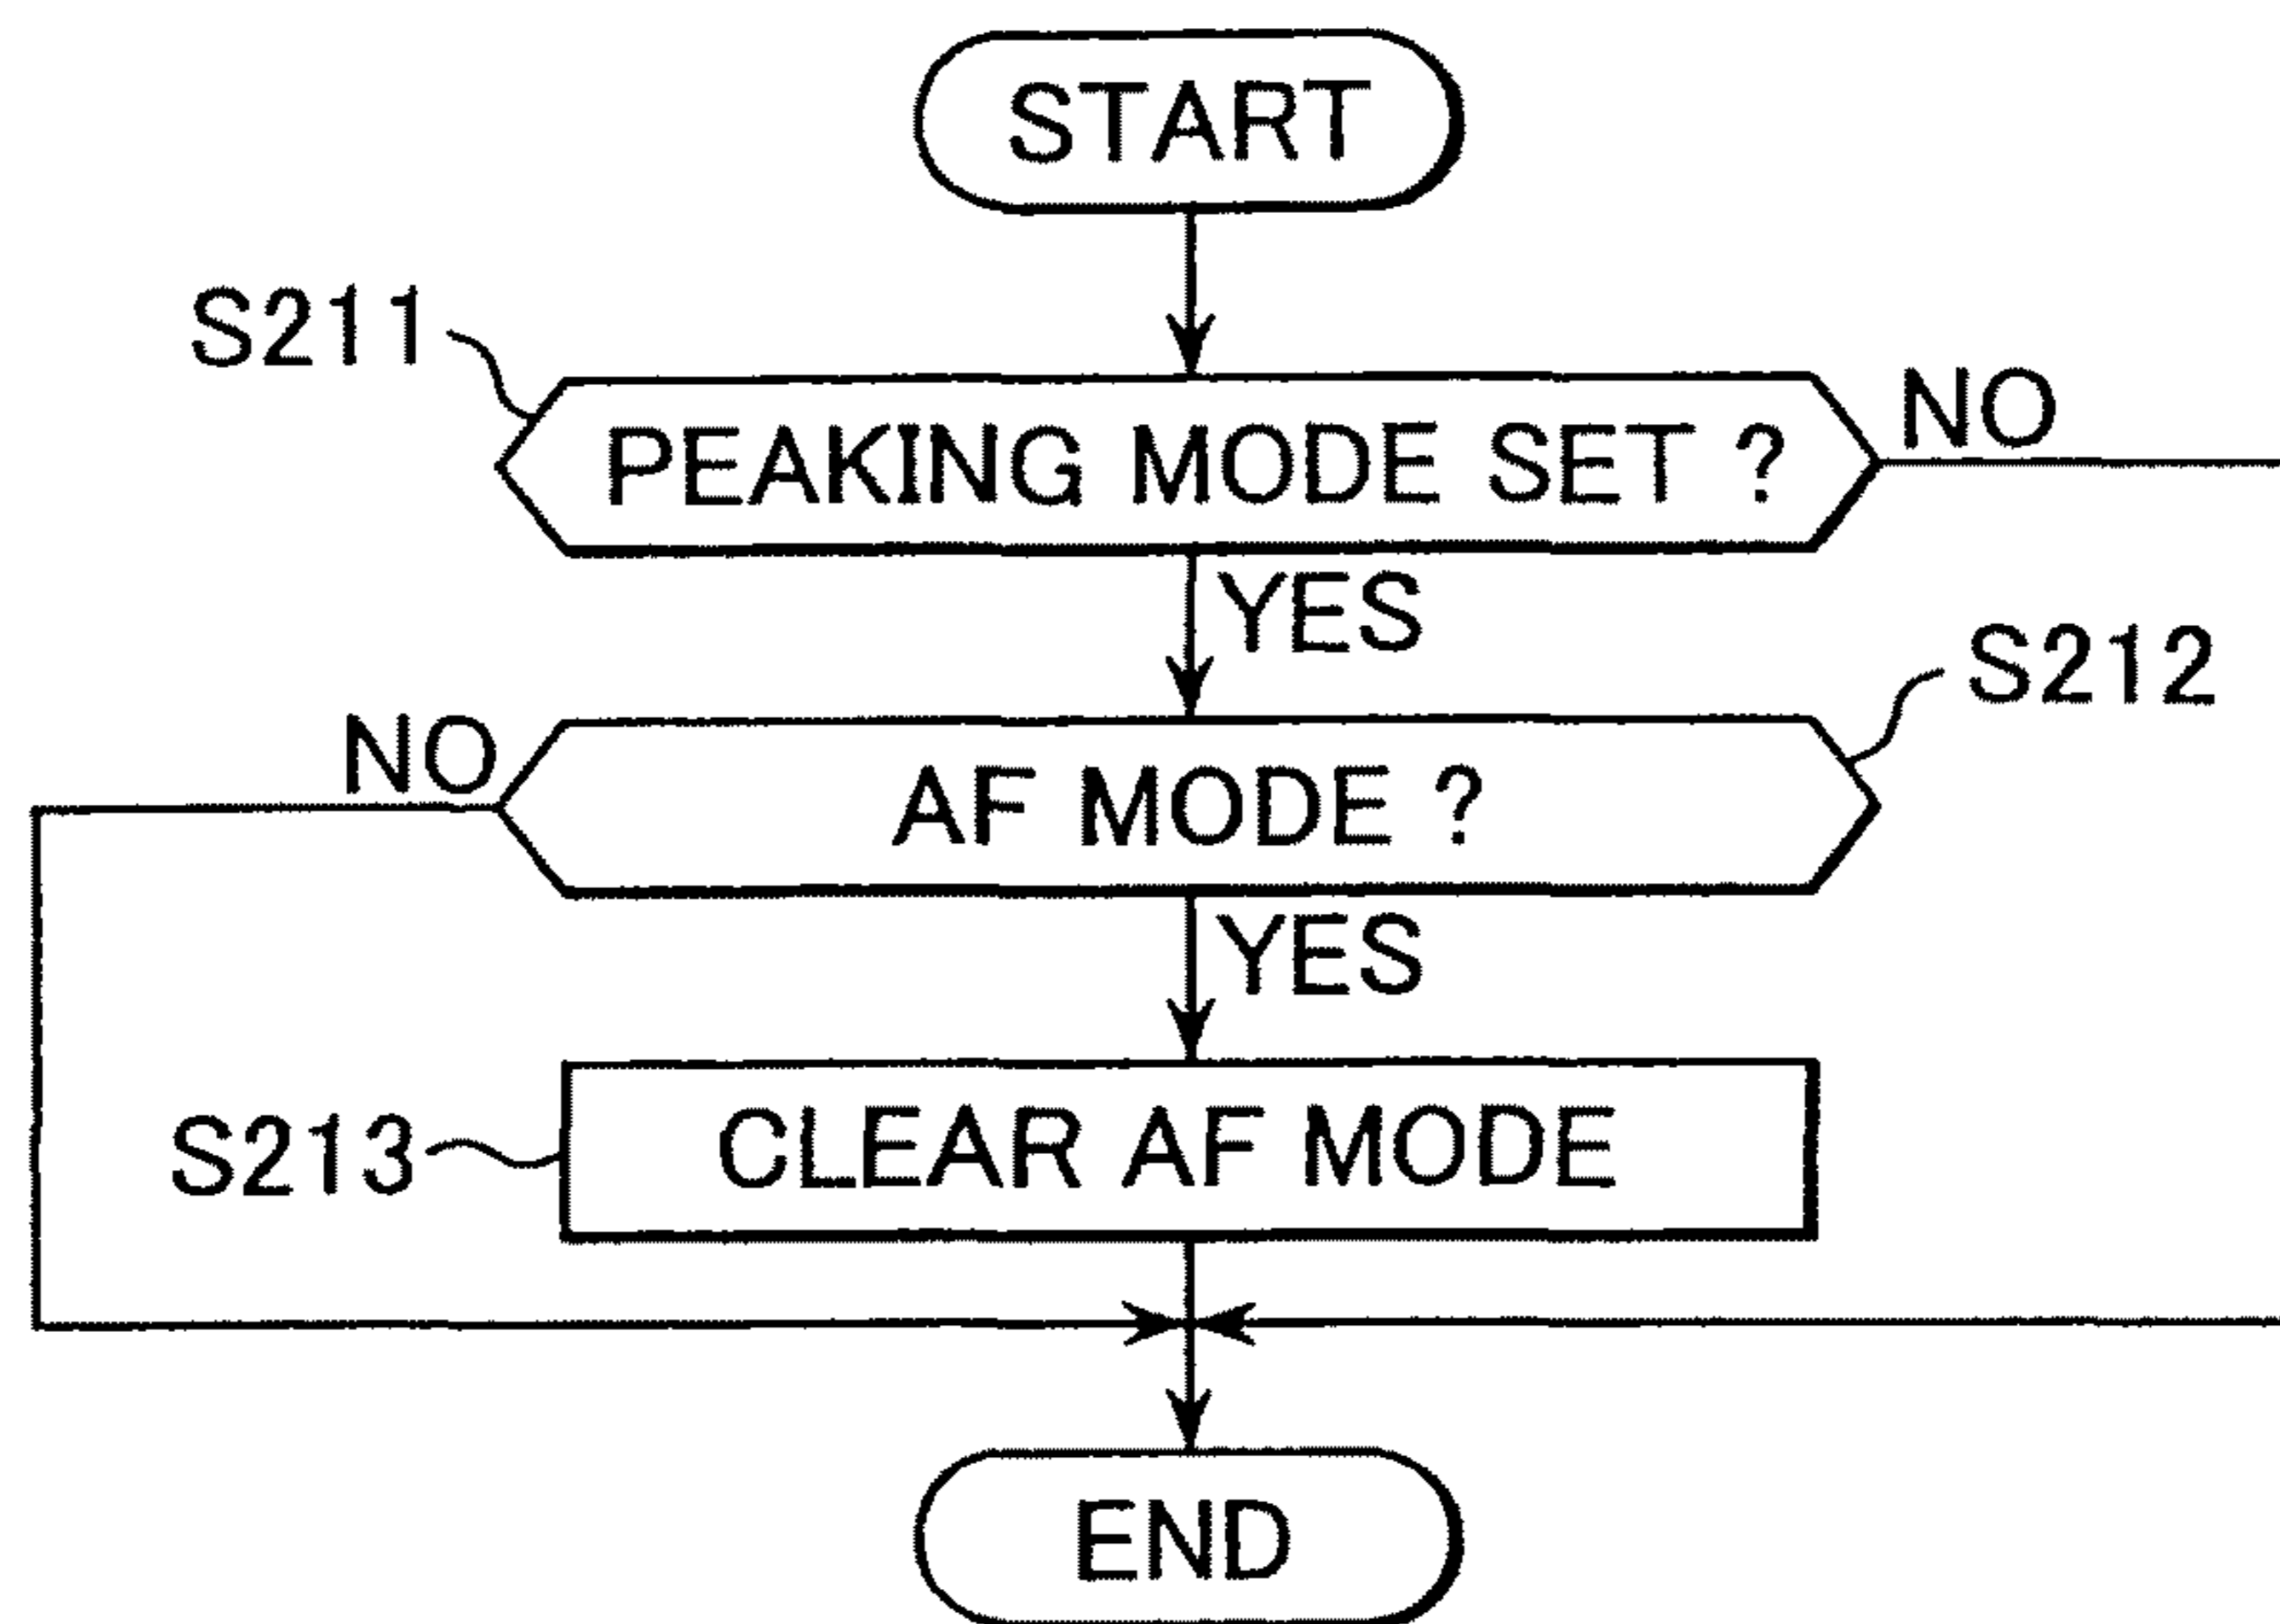 START
S211
PEAKING MODE SET ?
NO
YES
S212
NO
AF MODE ?
YES
S213
CLEAR AF MODE
END